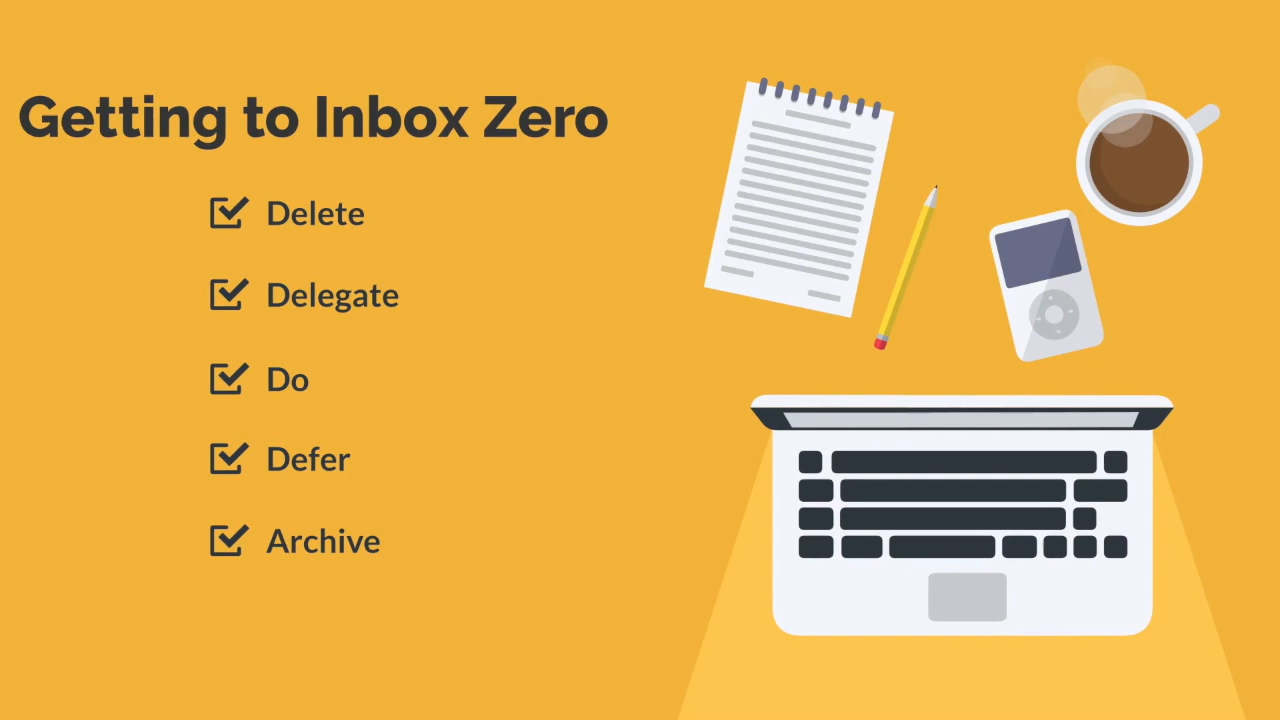 Getting to Inbox Zero
Delete
Delegate
Do
Defer
Archive